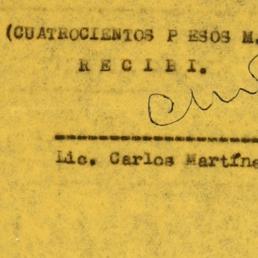 (CUATROCIENTOS PESOS M.
RECIBI.
Lic. Carlos Martíne